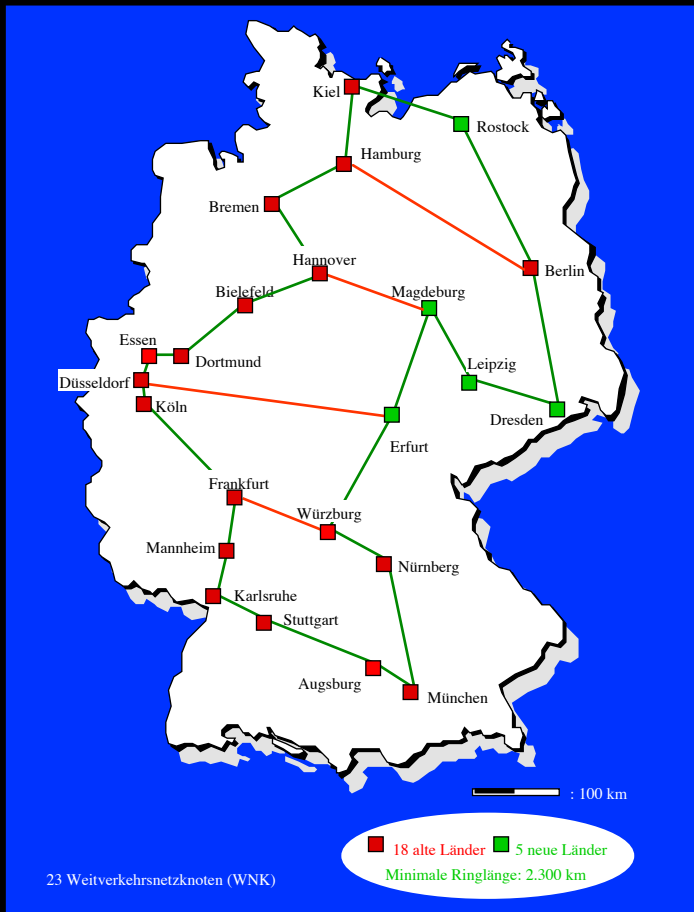 Kiel
Rostock
Hamburg
Bremen
Hannover
Berlin
Bielefeld
Magdeburg
Essen
Dortmund
Leipzig
Düsseldorf
Köln
Dresden
Erfurt
Frankfurt
Würzburg
Mannheim
Nürnberg
Karlsruhe
Stuttgart
Augsburg
München
: 100 km
18 alte Länder 5 neue Länder
Minimale Ringlänge: 2.300 km
23 Weitverkehrsnetzknoten (WNK)